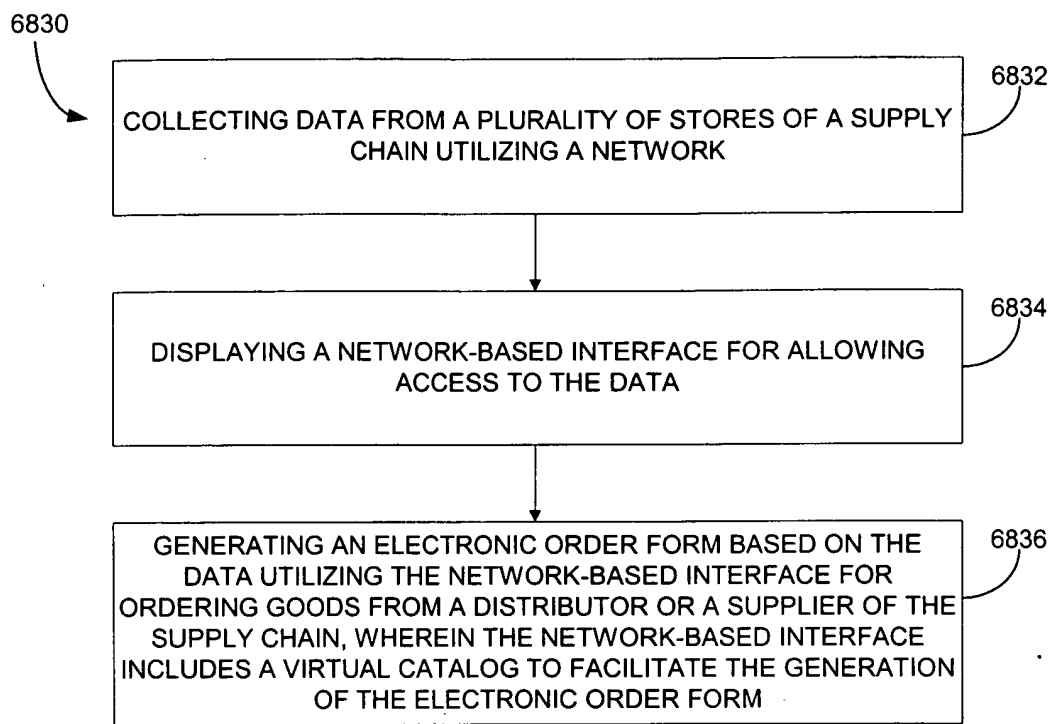 6830
6832
COLLECTING DATA FROM A PLURALITY OF STORES OF A SUPPLY
CHAIN UTILIZING A NETWORK
6834
DISPLAYING A NETWORK-BASED INTERFACE FOR ALLOWING
ACCESS TO THE DATA
6836
GENERATING AN ELECTRONIC ORDER FORM BASED ON THE
DATA UTILIZING THE NETWORK-BASED INTERFACE FOR
ORDERING GOODS FROM A DISTRIBUTOR OR A SUPPLIER OF THE
SUPPLY CHAIN, WHEREIN THE NETWORK-BASED INTERFACE
INCLUDES A VIRTUAL CATALOG TO FACILITATE THE GENERATION
OF THE ELECTRONIC ORDER FORM